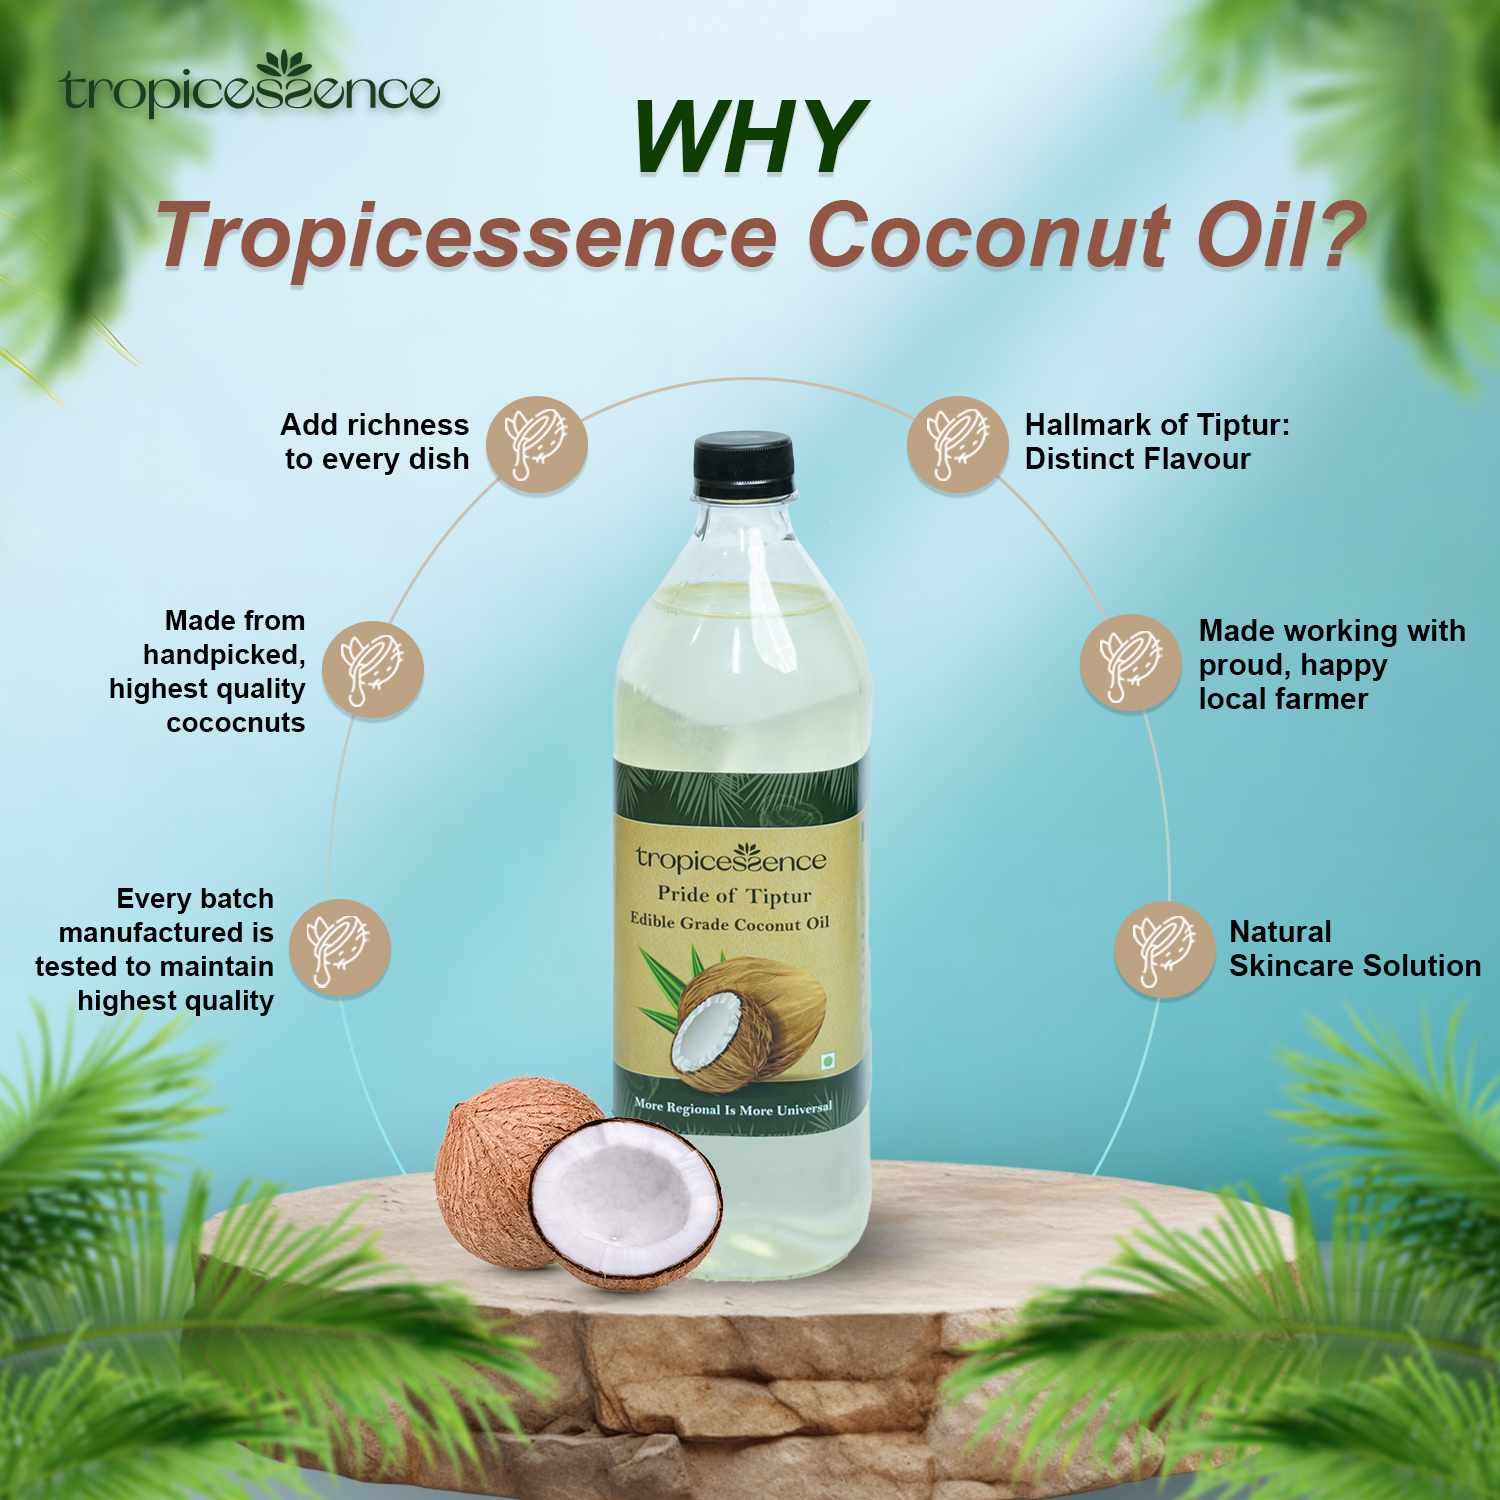 tropicessence
WHY
Tropicessence Coconut Oil?
Add richness
to every dish
Hallmark of Tiptur:
Distinct Flavour
Made from
handpicked,
highest quality
cococnuts
Made working with
proud, happy
local farmer
Every batch
manufactured is
tested to maintain
highest quality
Natural
Skincare Solution
tropicessence
Pride of Tiptur
Edible Grade Coconut Oil
More Regional Is More Universal